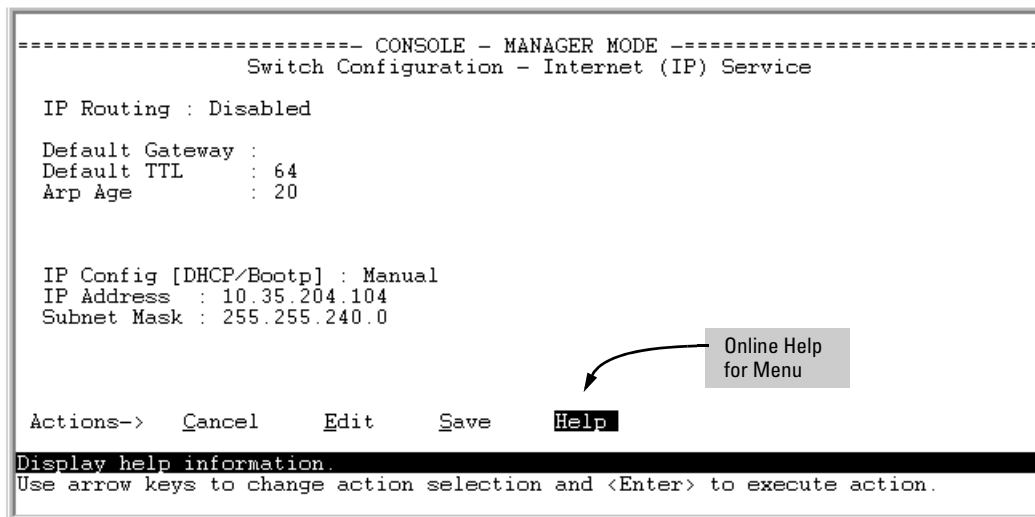 ===========================- CONSOLE - MANAGER MODE -============================
Switch Configuration - Internet (IP) Service
IP Routing : Disabled
Default Gateway :
Default TTL : 64
Arp Age : 20
IP Config [DHCP/Bootp] : Manual
IP Address : 10.35.204.104
Subnet Mask : 255.255.240.0
Online Help
for Menu
Actions-> Cancel Edit Save Help
Display help information.
Use arrow keys to change action selection and <Enter> to execute action.